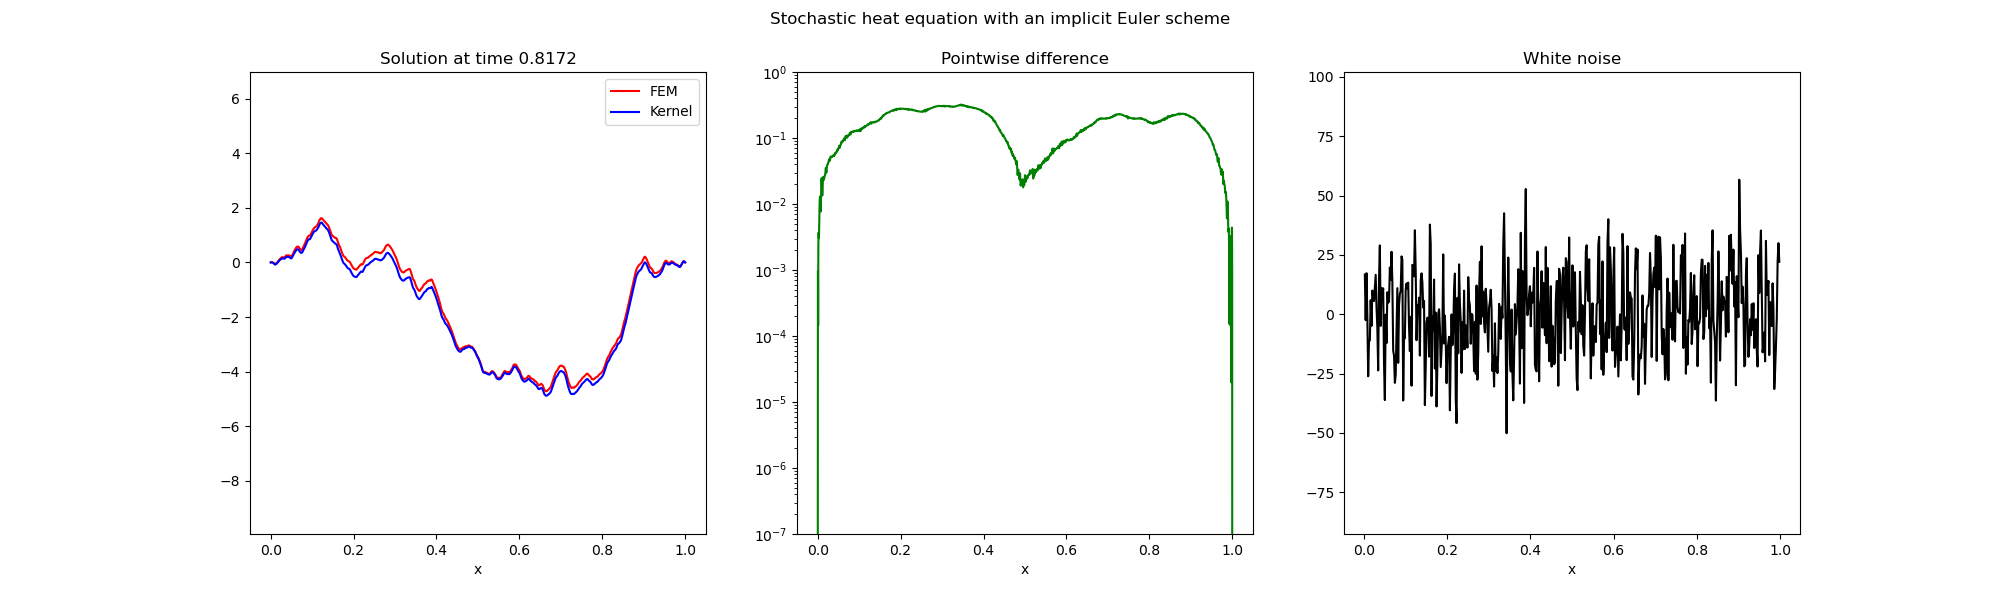 Stochastic heat equation with an implicit Euler scheme
Solution at time 0.8172
FEM
Kernel
6
4
2
0
−2
−4
−6
−8
0.0 0.2 0.4 0.6 0.8 1.0
x
Pointwise difference
10⁰
10⁻¹
10⁻²
10⁻³
10⁻⁴
10⁻⁵
10⁻⁶
10⁻⁷
0.0 0.2 0.4 0.6 0.8 1.0
x
White noise
100
75
50
25
0
−25
−50
−75
0.0 0.2 0.4 0.6 0.8 1.0
x